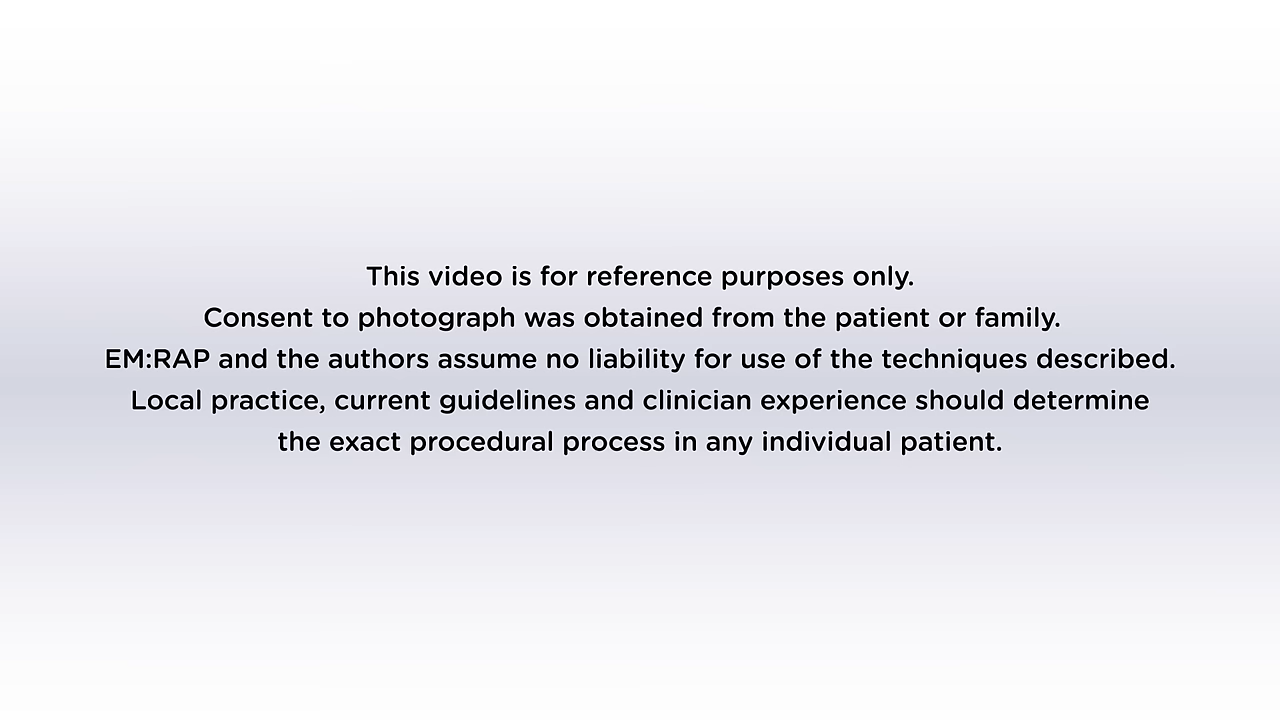 This video is for reference purposes only.
Consent to photograph was obtained from the patient or family.
EM:RAP and the authors assume no liability for use of the techniques described.
Local practice, current guidelines and clinician experience should determine
the exact procedural process in any individual patient.